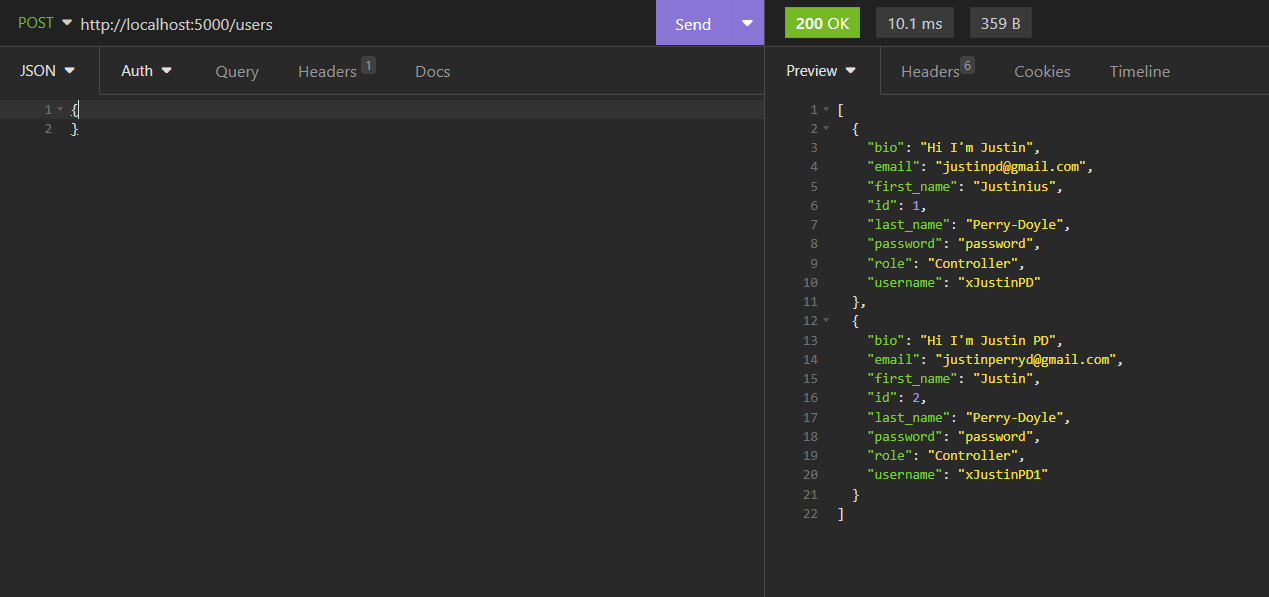 POST http://localhost:5000/users Send 200 OK 10.1 ms 359 B
JSON Auth Query Headers 1 Docs Preview Headers 6 Cookies Timeline
1 {
2 }
1 [
2 {
3 "bio": "Hi I'm Justin",
4 "email": "justinpd@gmail.com",
5 "first_name": "Justinius",
6 "id": 1,
7 "last_name": "Perry-Doyle",
8 "password": "password",
9 "role": "Controller",
10 "username": "xJustinPD"
11 },
12 {
13 "bio": "Hi I'm Justin PD",
14 "email": "justinperryd@gmail.com",
15 "first_name": "Justin",
16 "id": 2,
17 "last_name": "Perry-Doyle",
18 "password": "password",
19 "role": "Controller",
20 "username": "xJustinPD1"
21 }
22 ]